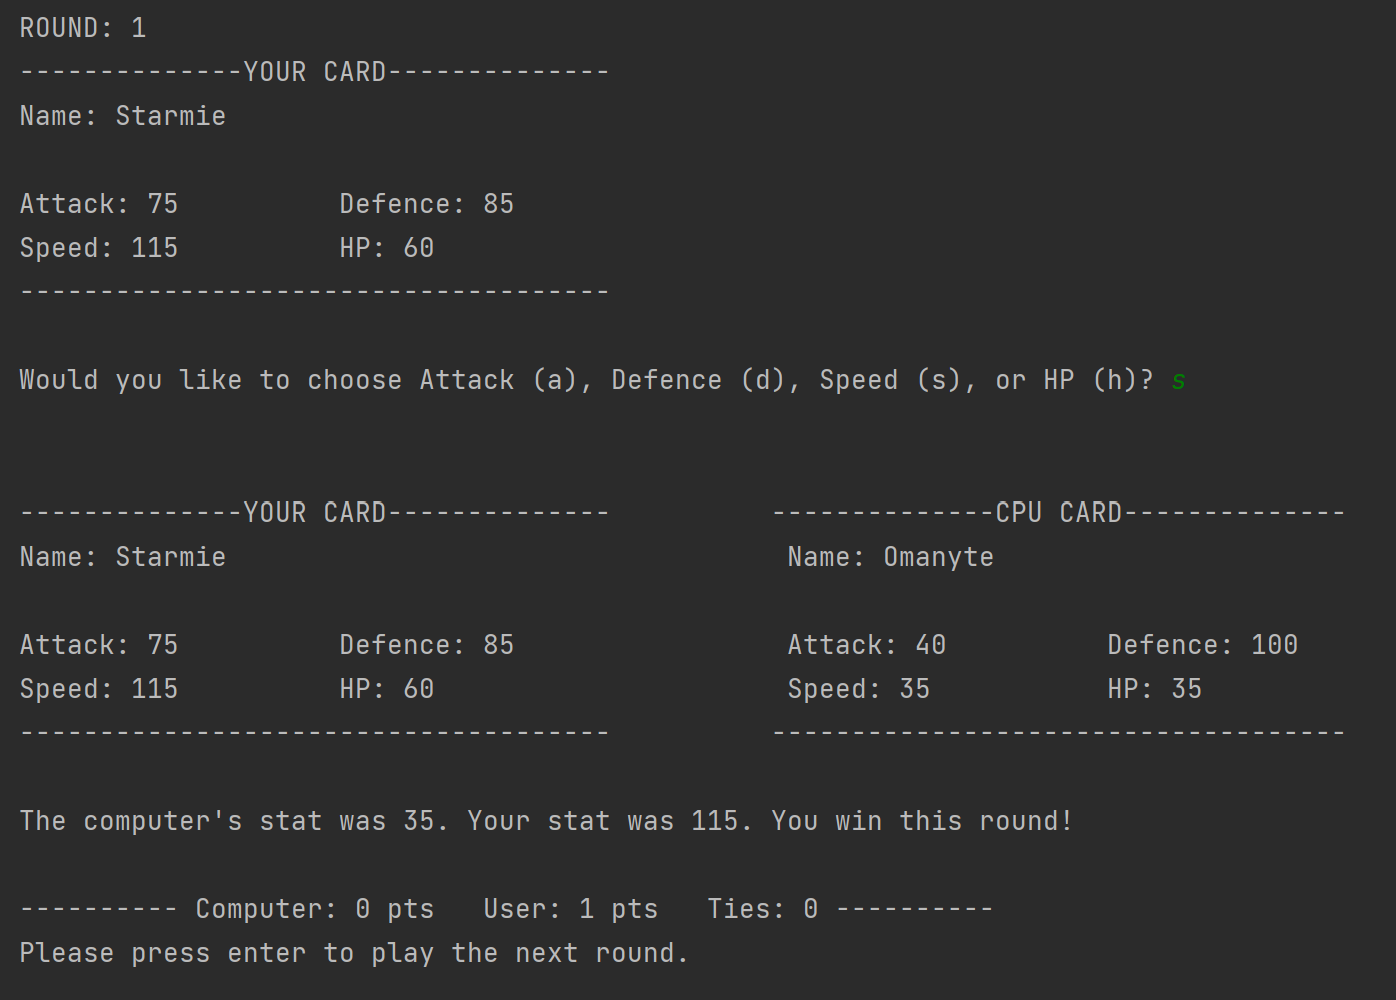 ROUND: 1
--------------YOUR CARD--------------
Name: Starmie
Attack: 75          Defence: 85
Speed: 115          HP: 60
-------------------------------------
Would you like to choose Attack (a), Defence (d), Speed (s), or HP (h)? s
--------------YOUR CARD--------------          --------------CPU CARD--------------
Name: Starmie                                   Name: Omanyte
Attack: 75          Defence: 85                 Attack: 40          Defence: 100
Speed: 115          HP: 60                      Speed: 35           HP: 35
-------------------------------------          ------------------------------------
The computer's stat was 35. Your stat was 115. You win this round!
---------- Computer: 0 pts   User: 1 pts   Ties: 0 ----------
Please press enter to play the next round.